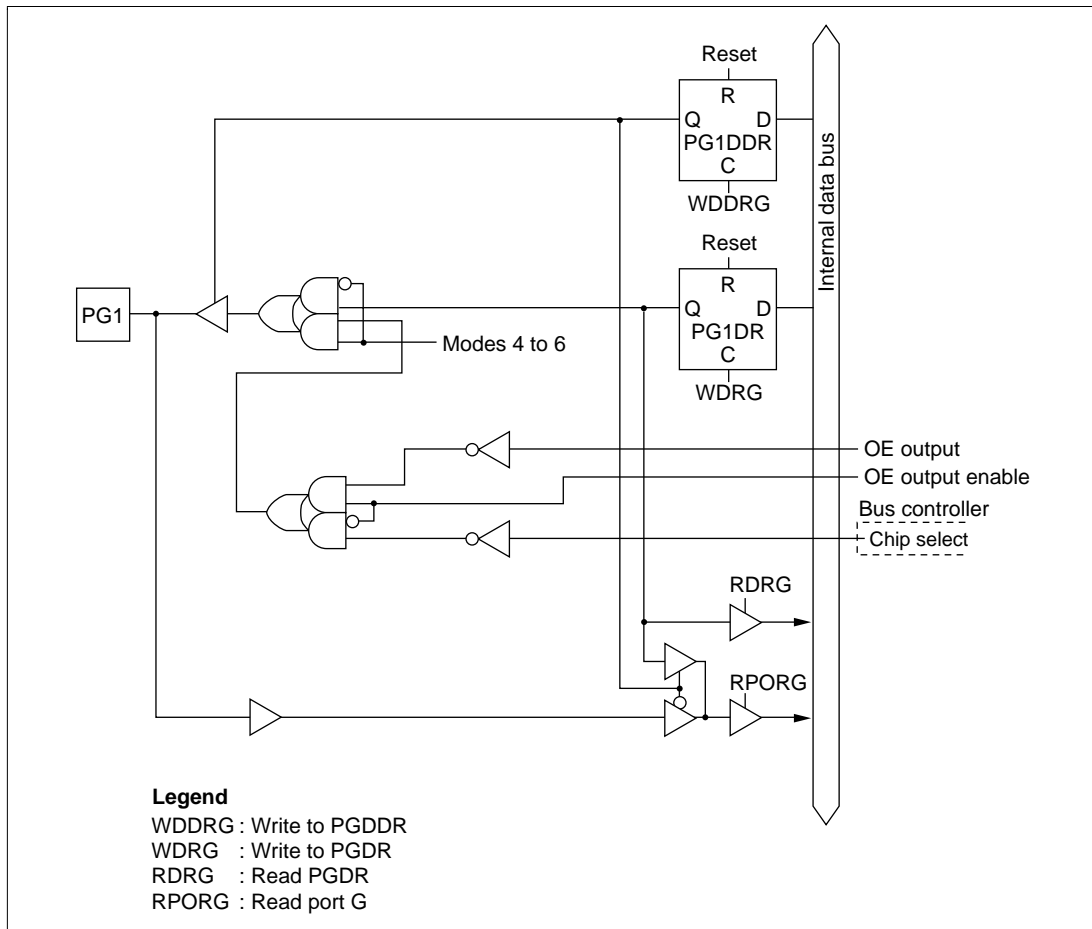 Reset
R
Q D
PG1DDR
C
WDDRG
Internal data bus
Reset
R
Q D
PG1DR
C
WDRG
PG1
Modes 4 to 6
OE output
OE output enable
Bus controller
Chip select
RDRG
RPORG
Legend
WDDRG : Write to PGDDR
WDRG : Write to PGDR
RDRG : Read PGDR
RPORG : Read port G